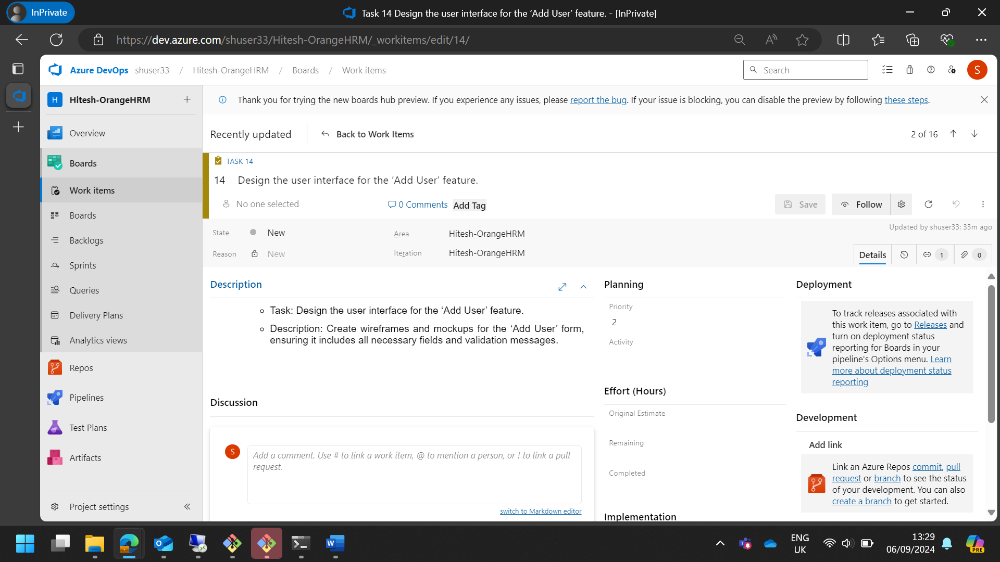 InPrivate
Task 14 Design the user interface for the ‘Add User’ feature. - [InPrivate]
https://dev.azure.com/shuser33/Hitesh-OrangeHRM/_workitems/edit/14/
Azure DevOps shuser33 / Hitesh-OrangeHRM / Boards / Work items
Search
S
H Hitesh-OrangeHRM
Overview
Boards
Work items
Boards
Backlogs
Sprints
Queries
Delivery Plans
Analytics views
Repos
Pipelines
Test Plans
Artifacts
Project settings
Thank you for trying the new boards hub preview. If you experience any issues, please report the bug. If your issue is blocking, you can disable the preview by following these steps.
Recently updated
Back to Work Items
2 of 16
TASK 14
14 Design the user interface for the ‘Add User’ feature.
No one selected
0 Comments
Add Tag
Save
Follow
Updated by shuser33: 33m ago
State New
Area Hitesh-OrangeHRM
Reason New
Iteration Hitesh-OrangeHRM
Details
1
0
Description
Task: Design the user interface for the ‘Add User’ feature.
Description: Create wireframes and mockups for the ‘Add User’ form,
ensuring it includes all necessary fields and validation messages.
Discussion
S
Add a comment. Use # to link a work item, @ to mention a person, or ! to link a pull
request.
switch to Markdown editor
Planning
Priority
2
Activity
Effort (Hours)
Original Estimate
Remaining
Completed
Implementation
Deployment
To track releases associated with
this work item, go to Releases and
turn on deployment status
reporting for Boards in your
pipeline's Options menu. Learn
more about deployment status
reporting
Development
Add link
Link an Azure Repos commit, pull
request or branch to see the status
of your development. You can also
create a branch to get started.
ENG
UK
13:29
06/09/2024
PRE